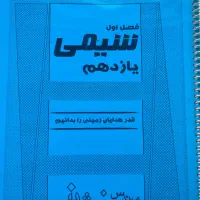 فصل اول
شیمی
یازدهم
قدر هدایای زمینی را بدانیم